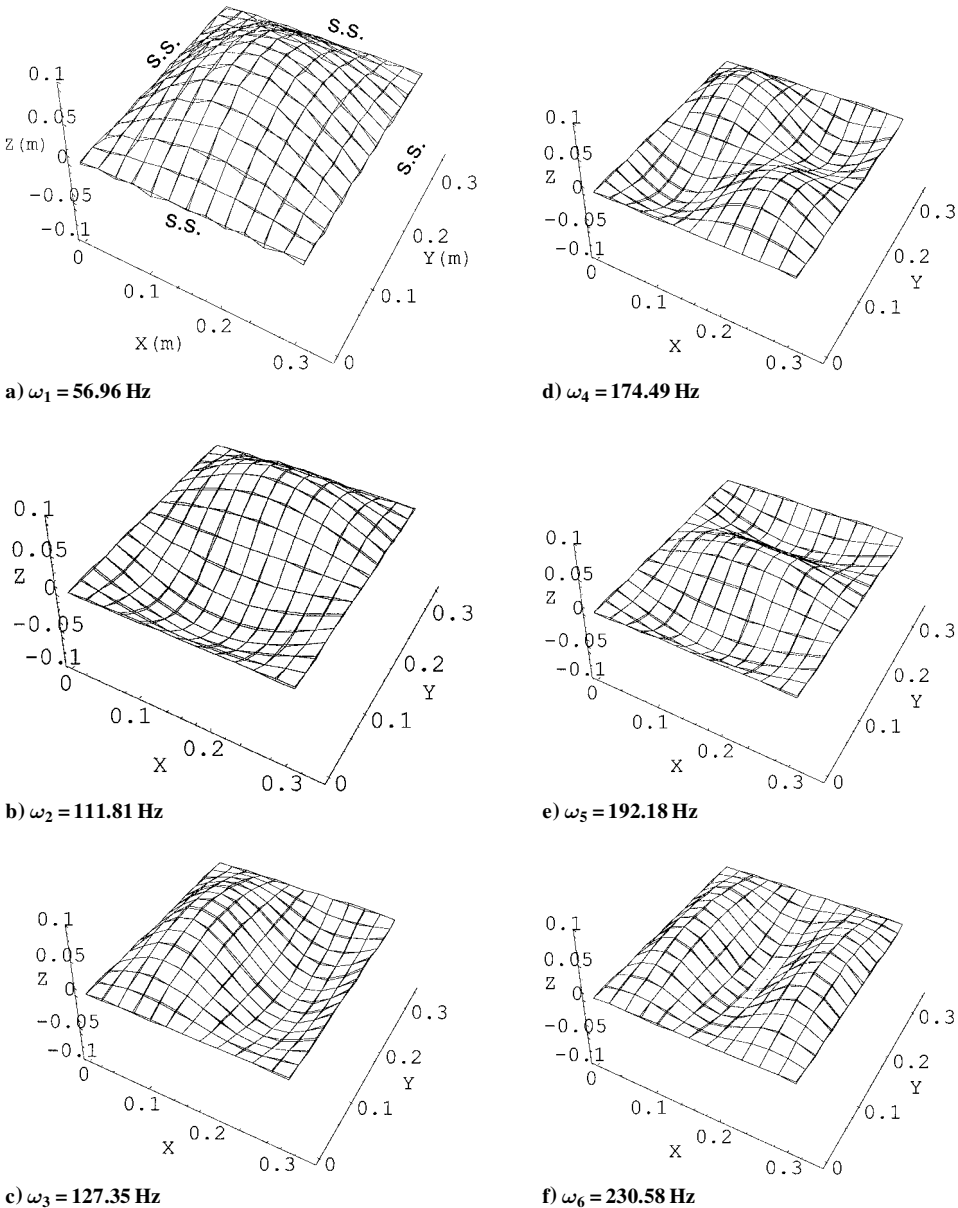 s.s.
s.s.
0.1
0.05
Z (m)
0
-0.05
-0.1
s.s.
s.s.
0
0.1
0.2
0.3
X (m)
0
0.1
0.2
0.3
Y (m)
a) ω1 = 56.96 Hz
0.1
0.05
Z
0
-0.05
-0.1
0
0.1
0.2
0.3
X
0
0.1
0.2
0.3
Y
b) ω2 = 111.81 Hz
0.1
0.05
Z
0
-0.05
-0.1
0
0.1
0.2
0.3
X
0
0.1
0.2
0.3
Y
c) ω3 = 127.35 Hz
0.1
0.05
0
Z
-0.05
-0.1
0
0.1
0.2
0.3
X
0
0.1
0.2
0.3
Y
d) ω4 = 174.49 Hz
0.1
0.05
Z
0
-0.05
-0.1
0
0.1
0.2
0.3
X
0
0.1
0.2
0.3
Y
e) ω5 = 192.18 Hz
0.1
0.05
Z
0
-0.05
-0.1
0
0.1
0.2
0.3
X
0
0.1
0.2
0.3
Y
f) ω6 = 230.58 Hz